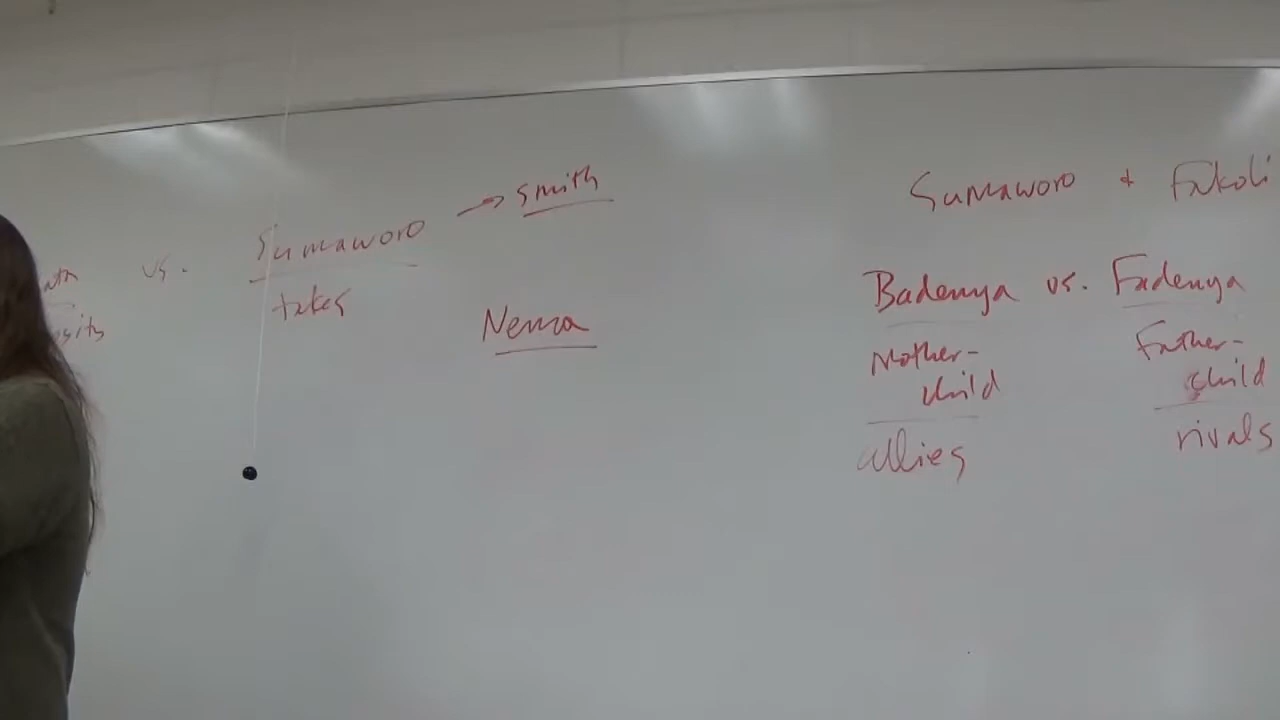 vs. Sumaworo → smith
takes
Nema
Sumaworo + Fakoli
Badenya vs. Fadenya
Mother-
child
Father-
child
allies
rivals